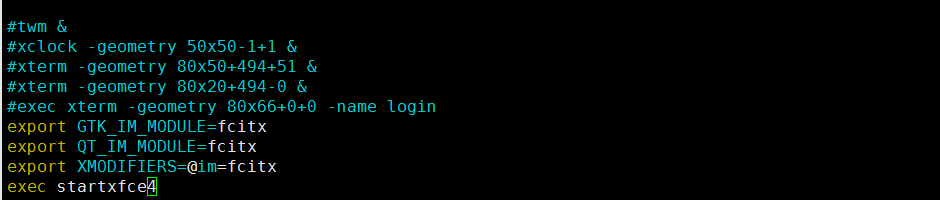 #twm &
#xclock -geometry 50x50-1+1 &
#xterm -geometry 80x50+494+51 &
#xterm -geometry 80x20+494-0 &
#exec xterm -geometry 80x66+0+0 -name login
export GTK_IM_MODULE=fcitx
export QT_IM_MODULE=fcitx
export XMODIFIERS=@im=fcitx
exec startxfce4